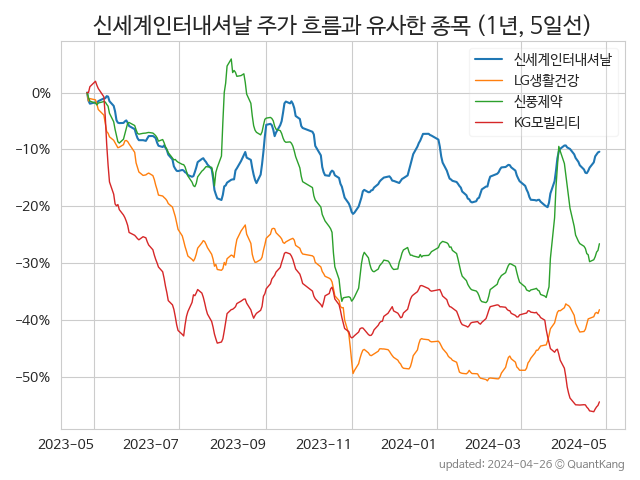 신세계인터내셔날 주가 흐름과 유사한 종목 (1년, 5일선)
신세계인터내셔날
LG생활건강
신풍제약
KG모빌리티
0%
−10%
−20%
−30%
−40%
−50%
2023-05 2023-07 2023-09 2023-11 2024-01 2024-03 2024-05
updated: 2024-04-26 © QuantKang